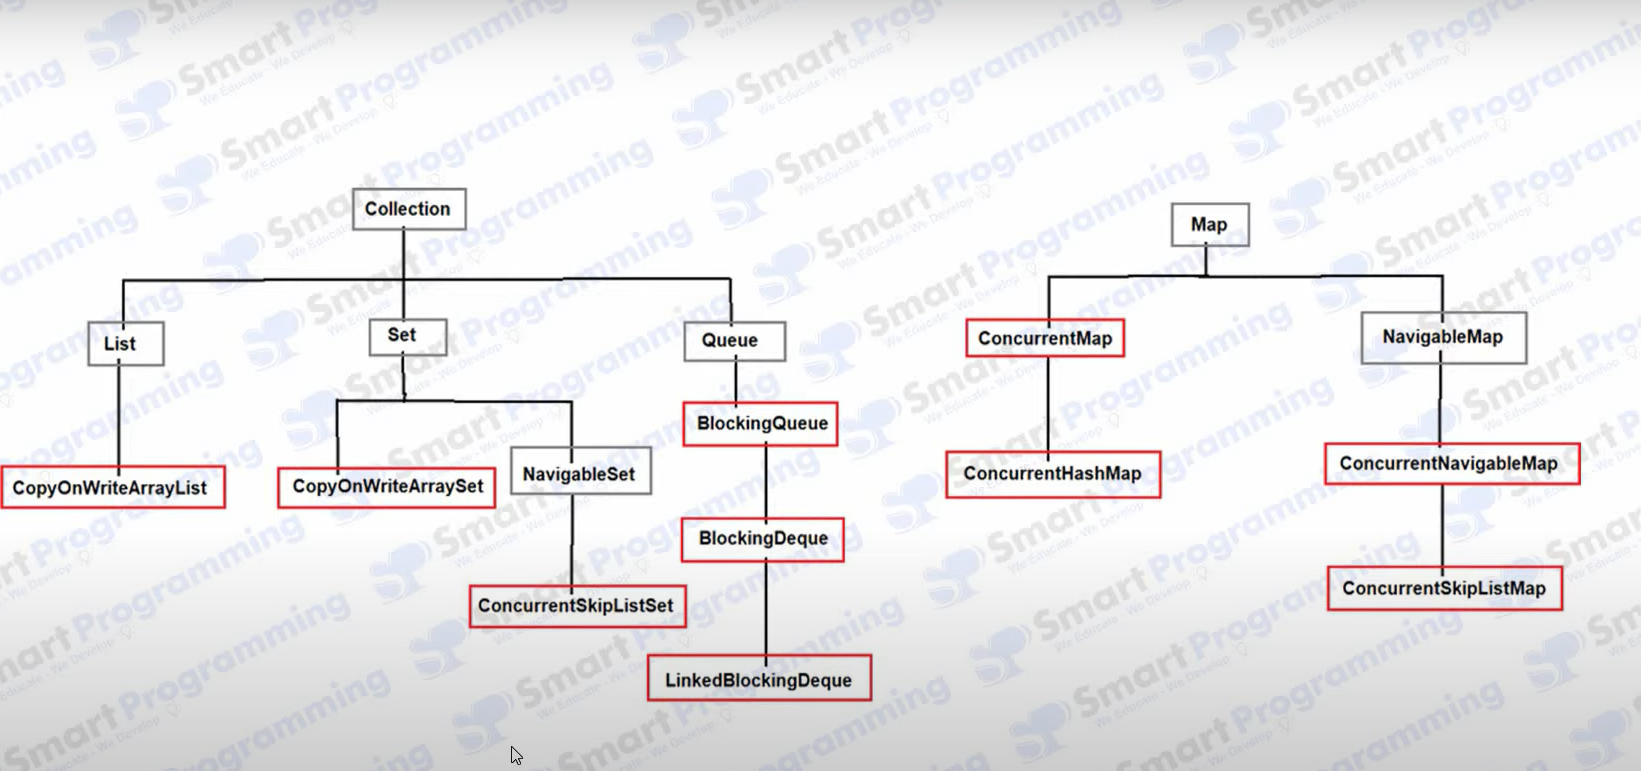 Collection
Map
List
Set
Queue
ConcurrentMap
NavigableMap
BlockingQueue
CopyOnWriteArrayList
CopyOnWriteArraySet
NavigableSet
ConcurrentHashMap
ConcurrentNavigableMap
BlockingDeque
ConcurrentSkipListSet
ConcurrentSkipListMap
LinkedBlockingDeque
Smart Programming
We Educate - We Develop